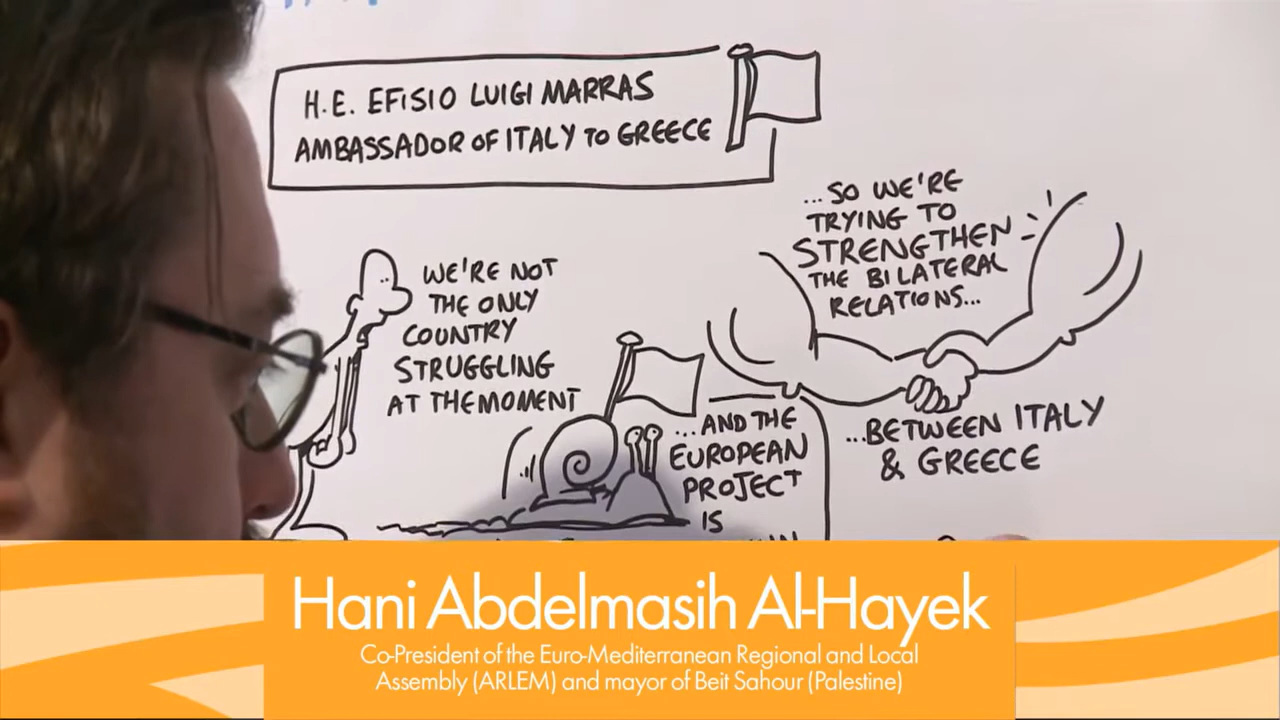 H.E. EFISIO LUIGI MARRAS
AMBASSADOR OF ITALY TO GREECE
WE'RE NOT
THE ONLY
COUNTRY
STRUGGLING
AT THE MOMENT
...AND THE
EUROPEAN
PROJECT
IS
...SO WE'RE
TRYING TO
STRENGTHEN
THE BILATERAL
RELATIONS...
...BETWEEN ITALY
& GREECE
Hani Abdelmasih Al-Hayek
Co-President of the Euro-Mediterranean Regional and Local
Assembly (ARLEM) and mayor of Beit Sahour (Palestine)